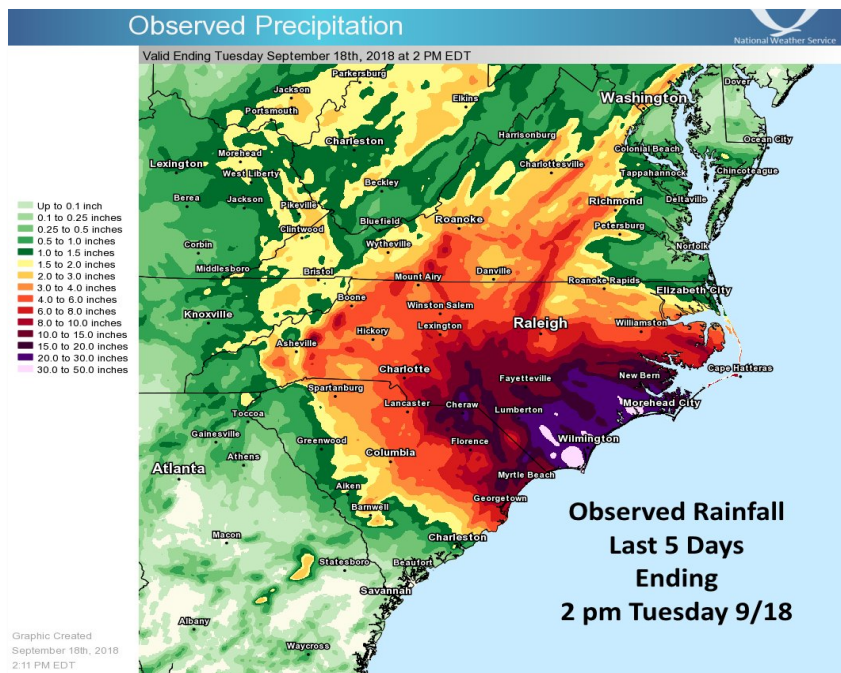 Observed Precipitation
National Weather Service
Valid Ending Tuesday September 18th, 2018 at 2 PM EDT
Parkersburg
Dover
Jackson
Elkins
Washington
Portsmouth
Harrisonburg
Ocean City
Charleston
Colonial Beach
Morehead
Lexington
Charlottesville
Chincoteague
West Liberty
Tappahannock
Beckley
Berea
Jackson
Pikeville
Richmond
Deltaville
Up to 0.1 inch
0.1 to 0.25 inches
0.25 to 0.5 inches
0.5 to 1.0 inches
1.0 to 1.5 inches
1.5 to 2.0 inches
2.0 to 3.0 inches
3.0 to 4.0 inches
4.0 to 6.0 inches
6.0 to 8.0 inches
8.0 to 10.0 inches
10.0 to 15.0 inches
15.0 to 20.0 inches
20.0 to 30.0 inches
30.0 to 50.0 inches
Bluefield
Roanoke
Clintwood
Petersburg
Corbin
Wytheville
Norfolk
Middlesboro
Bristol
Mount Airy
Danville
Roanoke Rapids
Elizabeth City
Boone
Knoxville
Winston Salem
Hickory
Lexington
Raleigh
Williamston
Asheville
Charlotte
Cape Hatteras
Fayetteville
New Bern
Spartanburg
Lancaster
Cheraw
Lumberton
Morehead City
Toccoa
Gainesville
Greenwood
Florence
Wilmington
Athens
Columbia
Atlanta
Myrtle Beach
Aiken
Georgetown
Barnwell
Macon
Charleston
Statesboro
Beaufort
Savannah
Albany
Waycross
Observed Rainfall
Last 5 Days
Ending
2 pm Tuesday 9/18
Graphic Created
September 18th, 2018
2:11 PM EDT